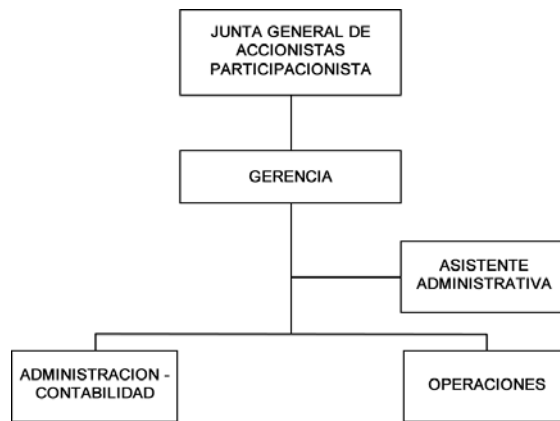 JUNTA GENERAL DE
ACCIONISTAS
PARTICIPACIONISTA
GERENCIA
ASISTENTE
ADMINISTRATIVA
ADMINISTRACION -
CONTABILIDAD
OPERACIONES